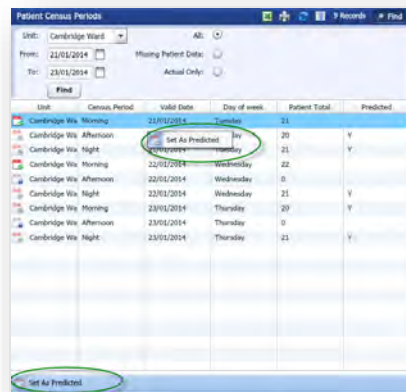 Patient Census Periods 9 Records Find
Unit: Cambridge Ward All:
From: 21/01/2014 Missing Patient Data:
To: 23/01/2014 Actual Only:
Find
Unit Census Period Valid Date Day of week Patient Total Predicted
Cambridge Wa Morning 21/01/2014 Tuesday 21
Cambridge Wa Afternoon Set As Predicted 20 Y
Cambridge Wa Night 21/01/2014 Tuesday 21 Y
Cambridge Wa Morning 22/01/2014 Wednesday 22
Cambridge Wa Afternoon 22/01/2014 Wednesday 0
Cambridge Wa Night 22/01/2014 Wednesday 21 Y
Cambridge Wa Morning 23/01/2014 Thursday 20 Y
Cambridge Wa Afternoon 23/01/2014 Thursday 0
Cambridge Wa Night 23/01/2014 Thursday 21 Y
Set As Predicted